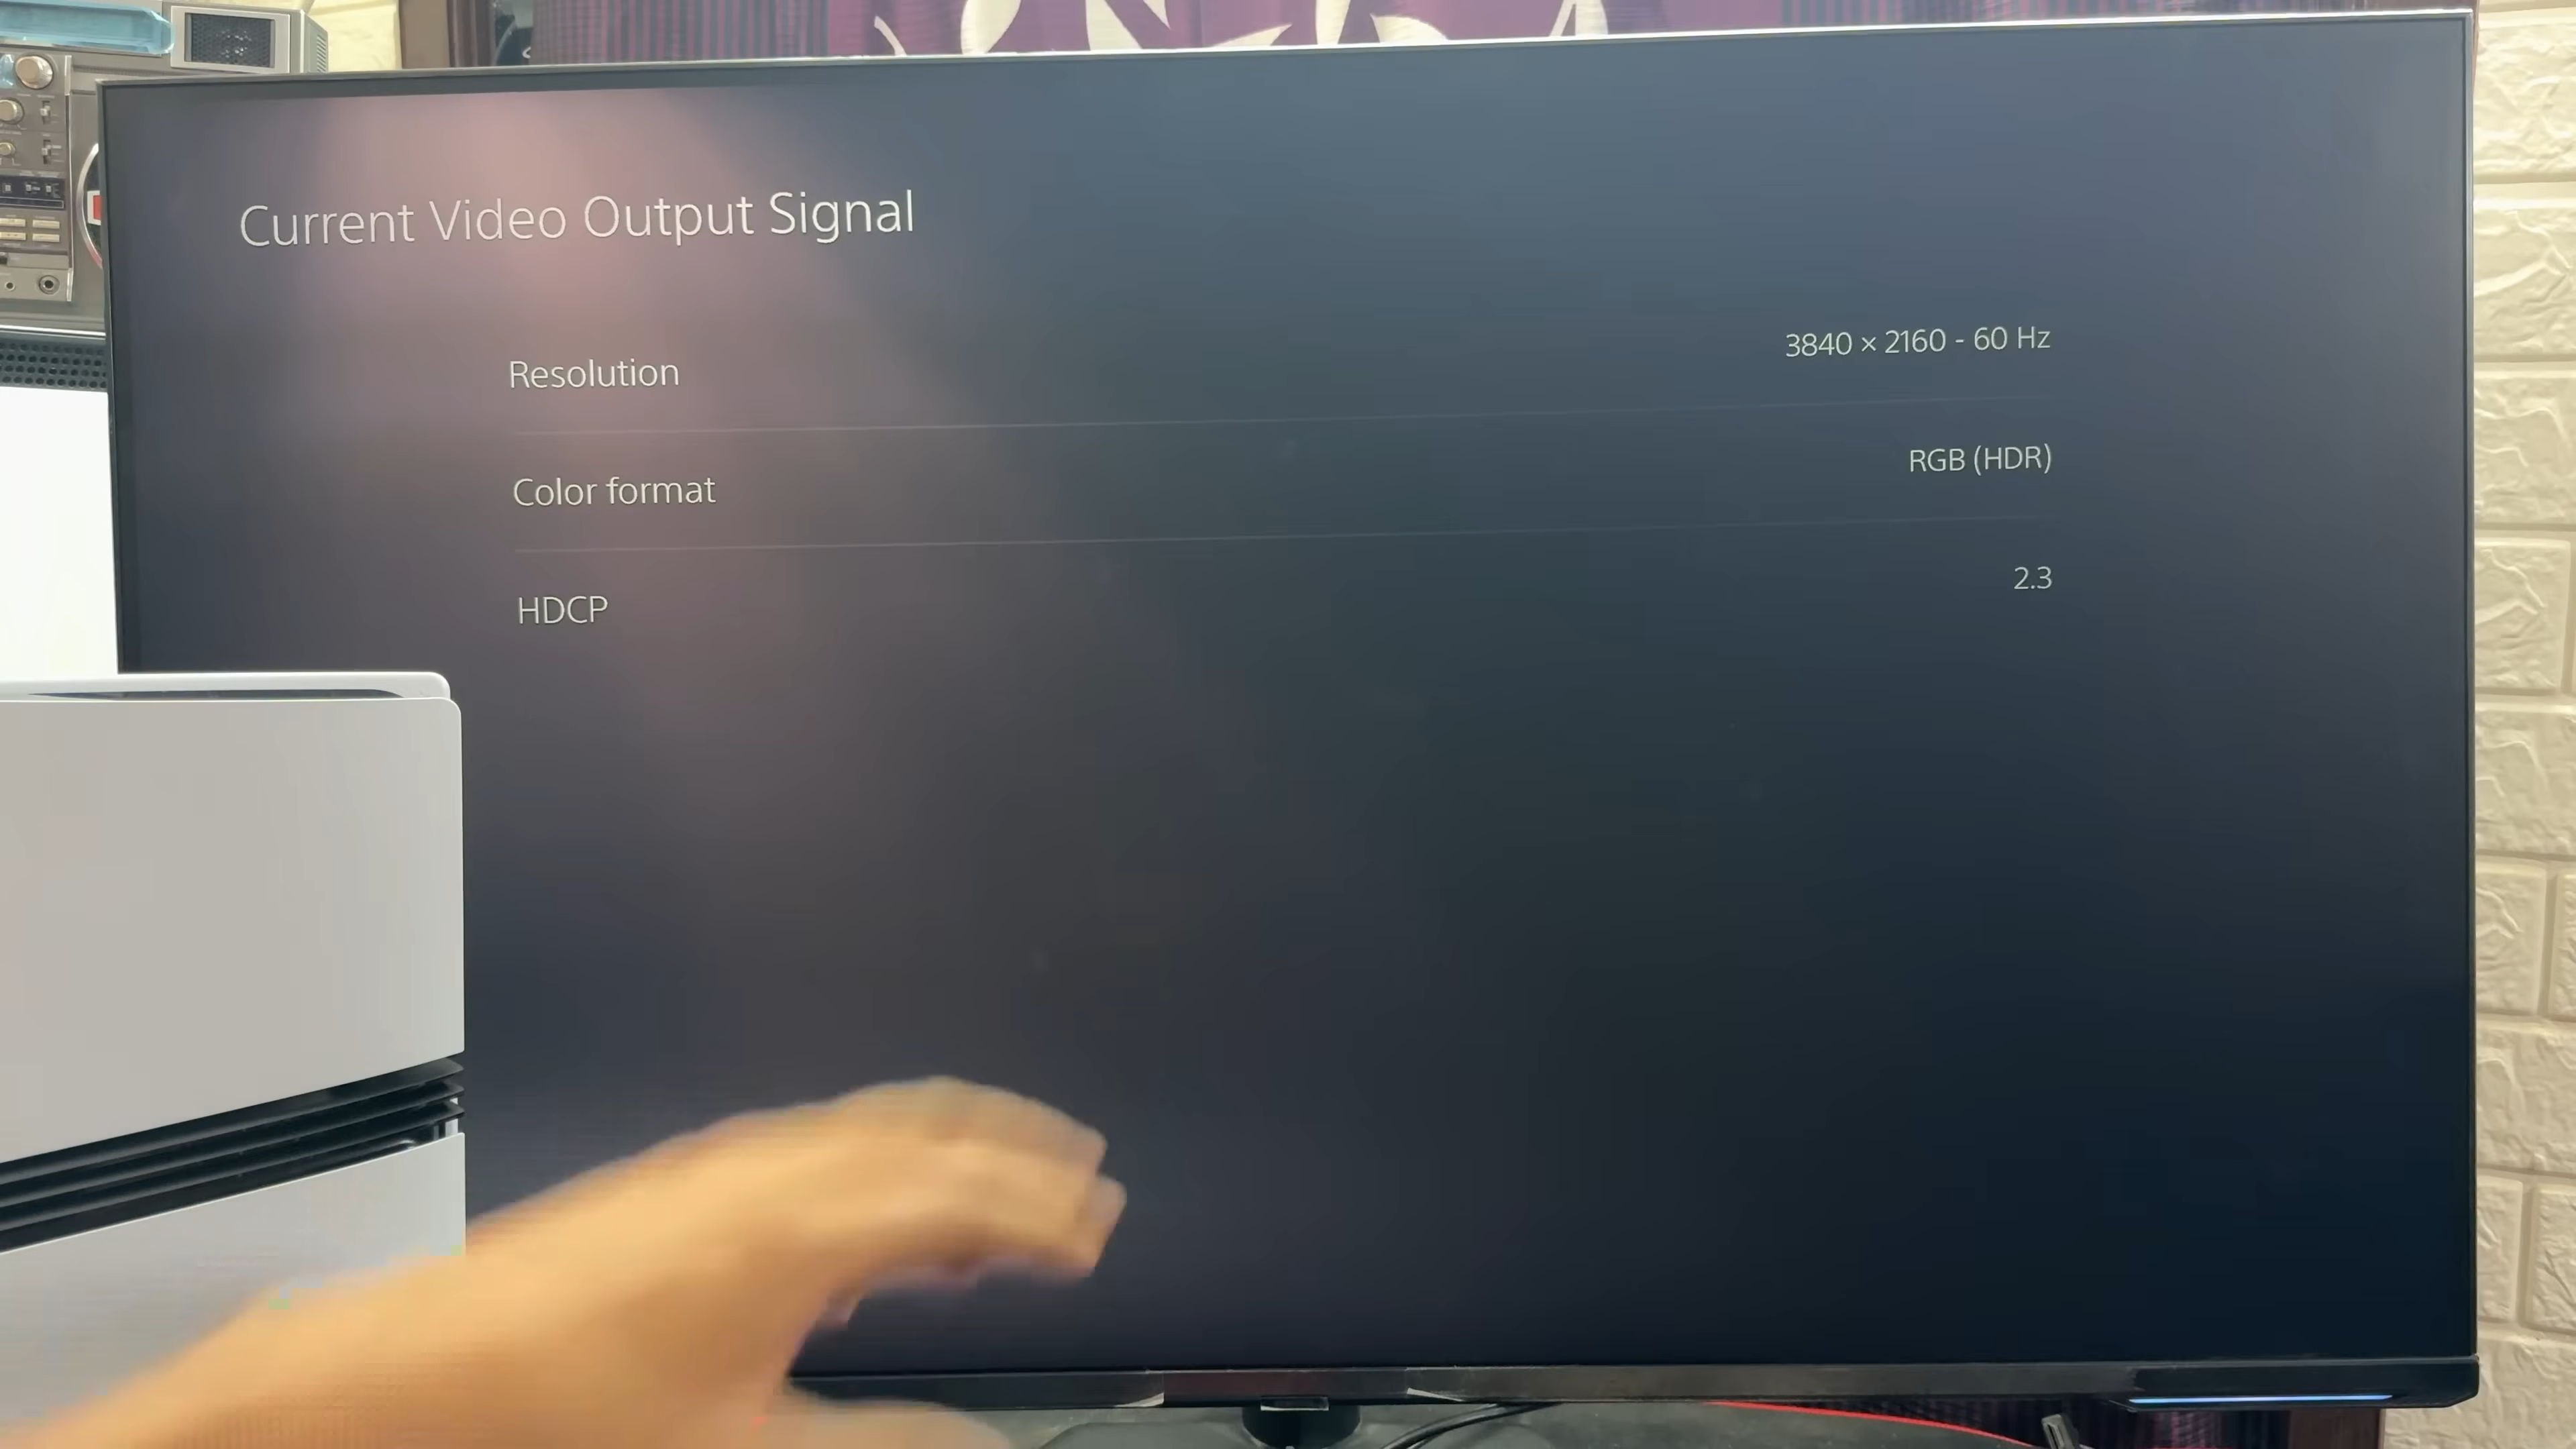 Current Video Output Signal
Resolution 3840 × 2160 - 60 Hz
Color format RGB (HDR)
HDCP 2.3